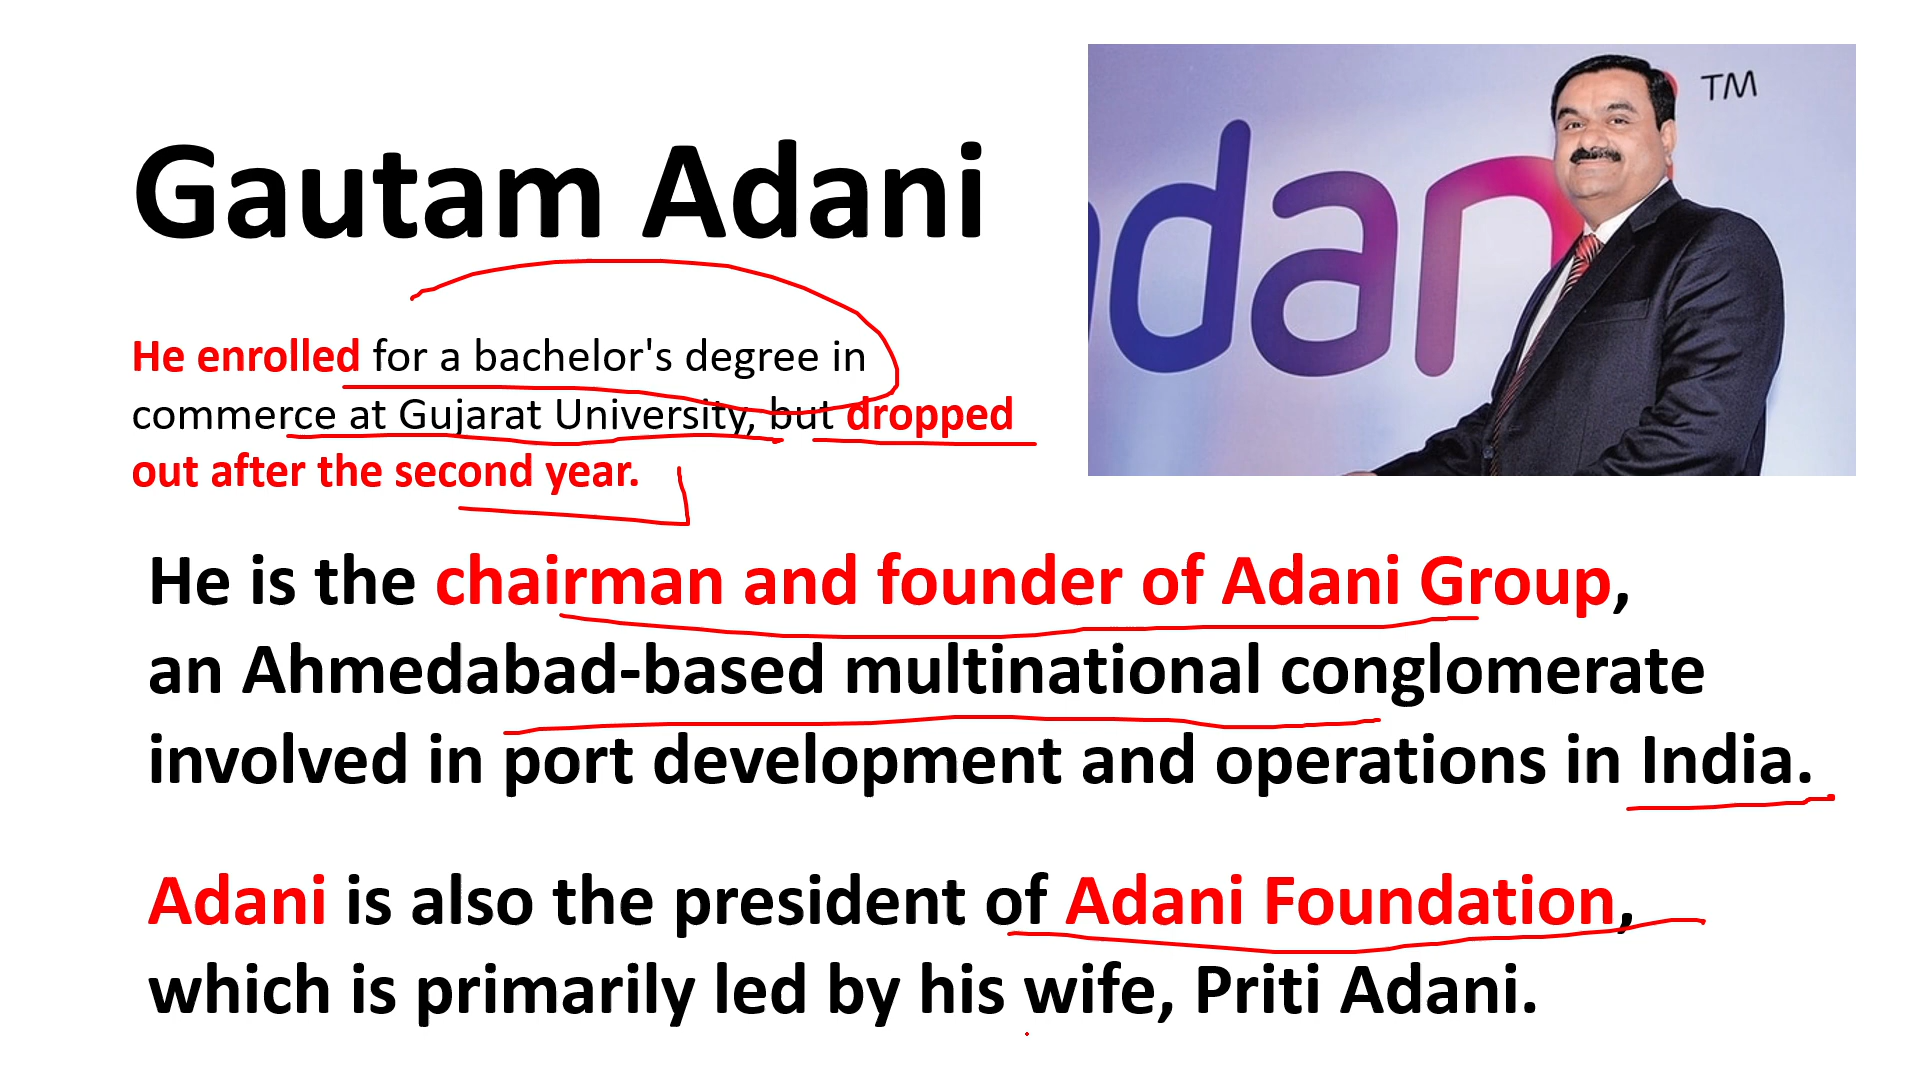 Gautam Adani
adani
TM
He enrolled for a bachelor's degree in
commerce at Gujarat University, but dropped
out after the second year.
He is the chairman and founder of Adani Group,
an Ahmedabad-based multinational conglomerate
involved in port development and operations in India.
Adani is also the president of Adani Foundation,
which is primarily led by his wife, Priti Adani.